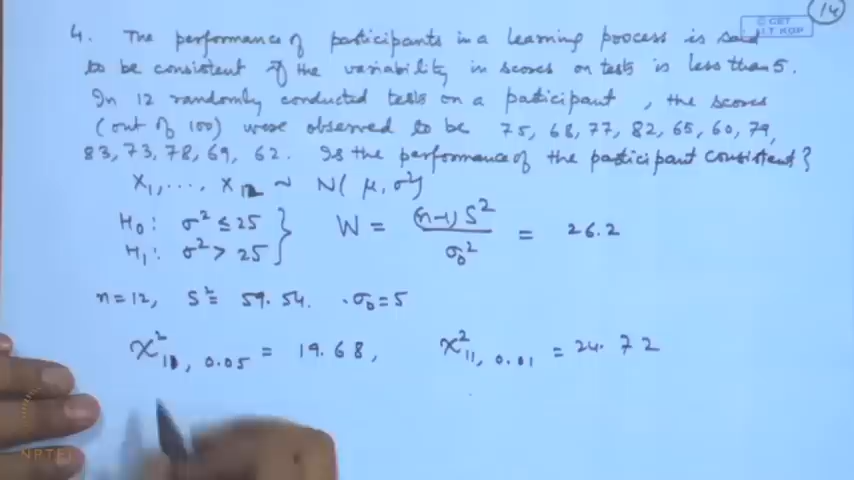 14
© CET
I.I.T. KGP
4. The performance of participants in a learning process is said
to be consistent if the variability in scores on tests is less than 5.
In 12 randomly conducted tests on a participant, the scores
(out of 100) were observed to be 75, 68, 77, 82, 65, 60, 79,
83, 73, 78, 69, 62. Is the performance of the participant consistent?
X₁, ..., X₁₂ ~ N(μ, σ²)
H₀: σ² ≤ 25 } W = (n-1)S² / σ₀² = 26.2
H₁: σ² > 25
n=12, S² = 59.54. σ₀=5
χ²₁₁, 0.05 = 19.68, χ²₁₁, 0.01 = 24.72
NPTEL